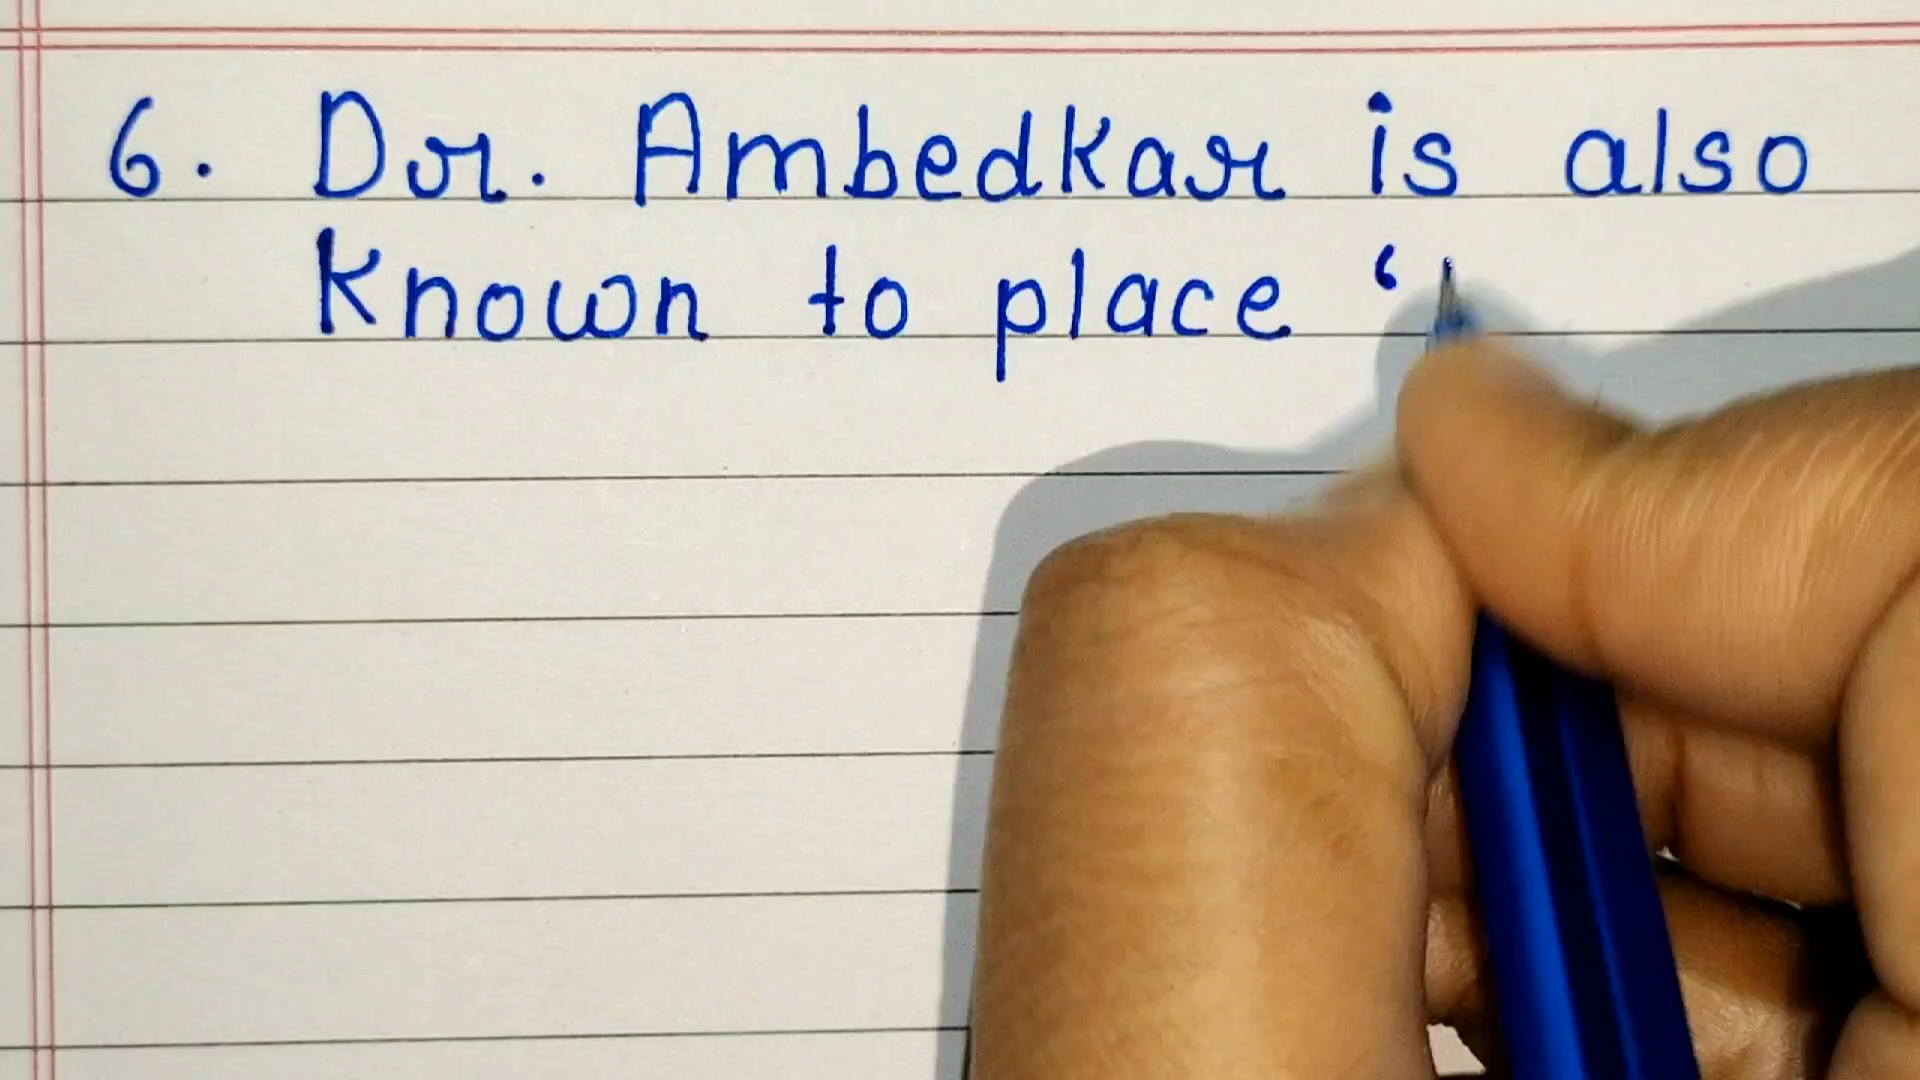 6. Dr. Ambedkar is also
known to place ‘